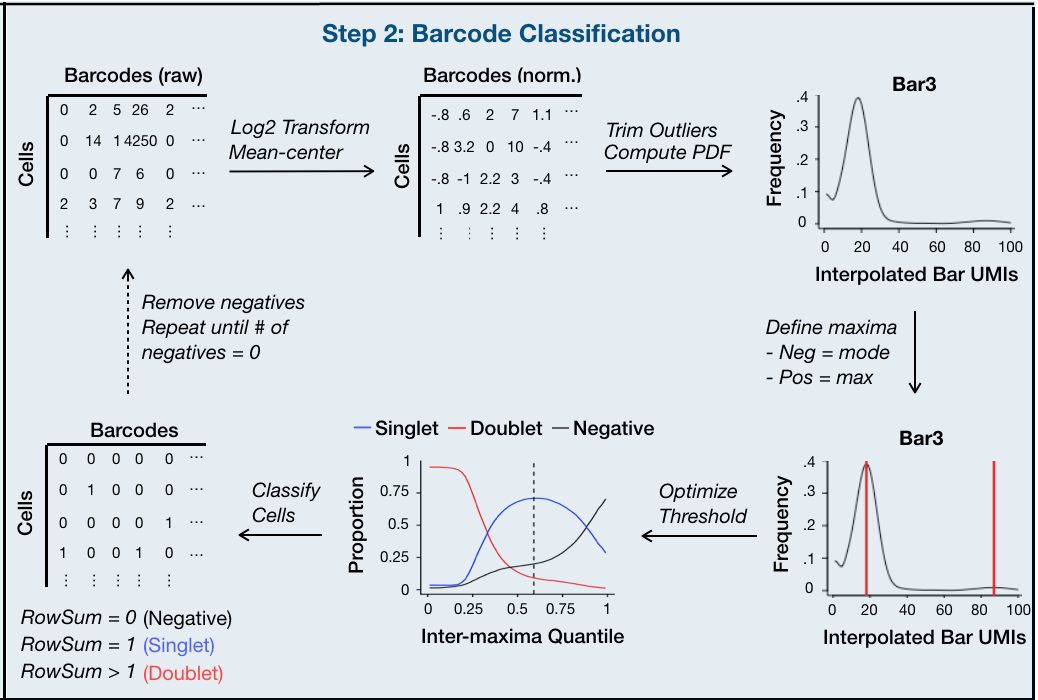 Step 2: Barcode Classification
Barcodes (raw)
Cells
0 2 5 26 2 ...
0 14 1 4250 0 ...
0 0 7 6 0 ...
2 3 7 9 2 ...
Log2 Transform
Mean-center
Barcodes (norm.)
Cells
-.8 .6 2 7 1.1 ...
-.8 3.2 0 10 -.4 ...
-.8 -1 2.2 3 -.4 ...
1 .9 2.2 4 .8 ...
Trim Outliers
Compute PDF
Bar3
Frequency
.4
.3
.2
.1
0
0 20 40 60 80 100
Interpolated Bar UMIs
Define maxima
- Neg = mode
- Pos = max
Bar3
Frequency
.4
.3
.2
.1
0
0 20 40 60 80 100
Interpolated Bar UMIs
Optimize
Threshold
Singlet Doublet Negative
Proportion
1
0.75
0.5
0.25
0
0 0.25 0.5 0.75 1
Inter-maxima Quantile
Classify
Cells
Barcodes
Cells
0 0 0 0 0 ...
0 1 0 0 0 ...
0 0 0 0 1 ...
1 0 0 1 0 ...
RowSum = 0 (Negative)
RowSum = 1 (Singlet)
RowSum > 1 (Doublet)
Remove negatives
Repeat until # of
negatives = 0